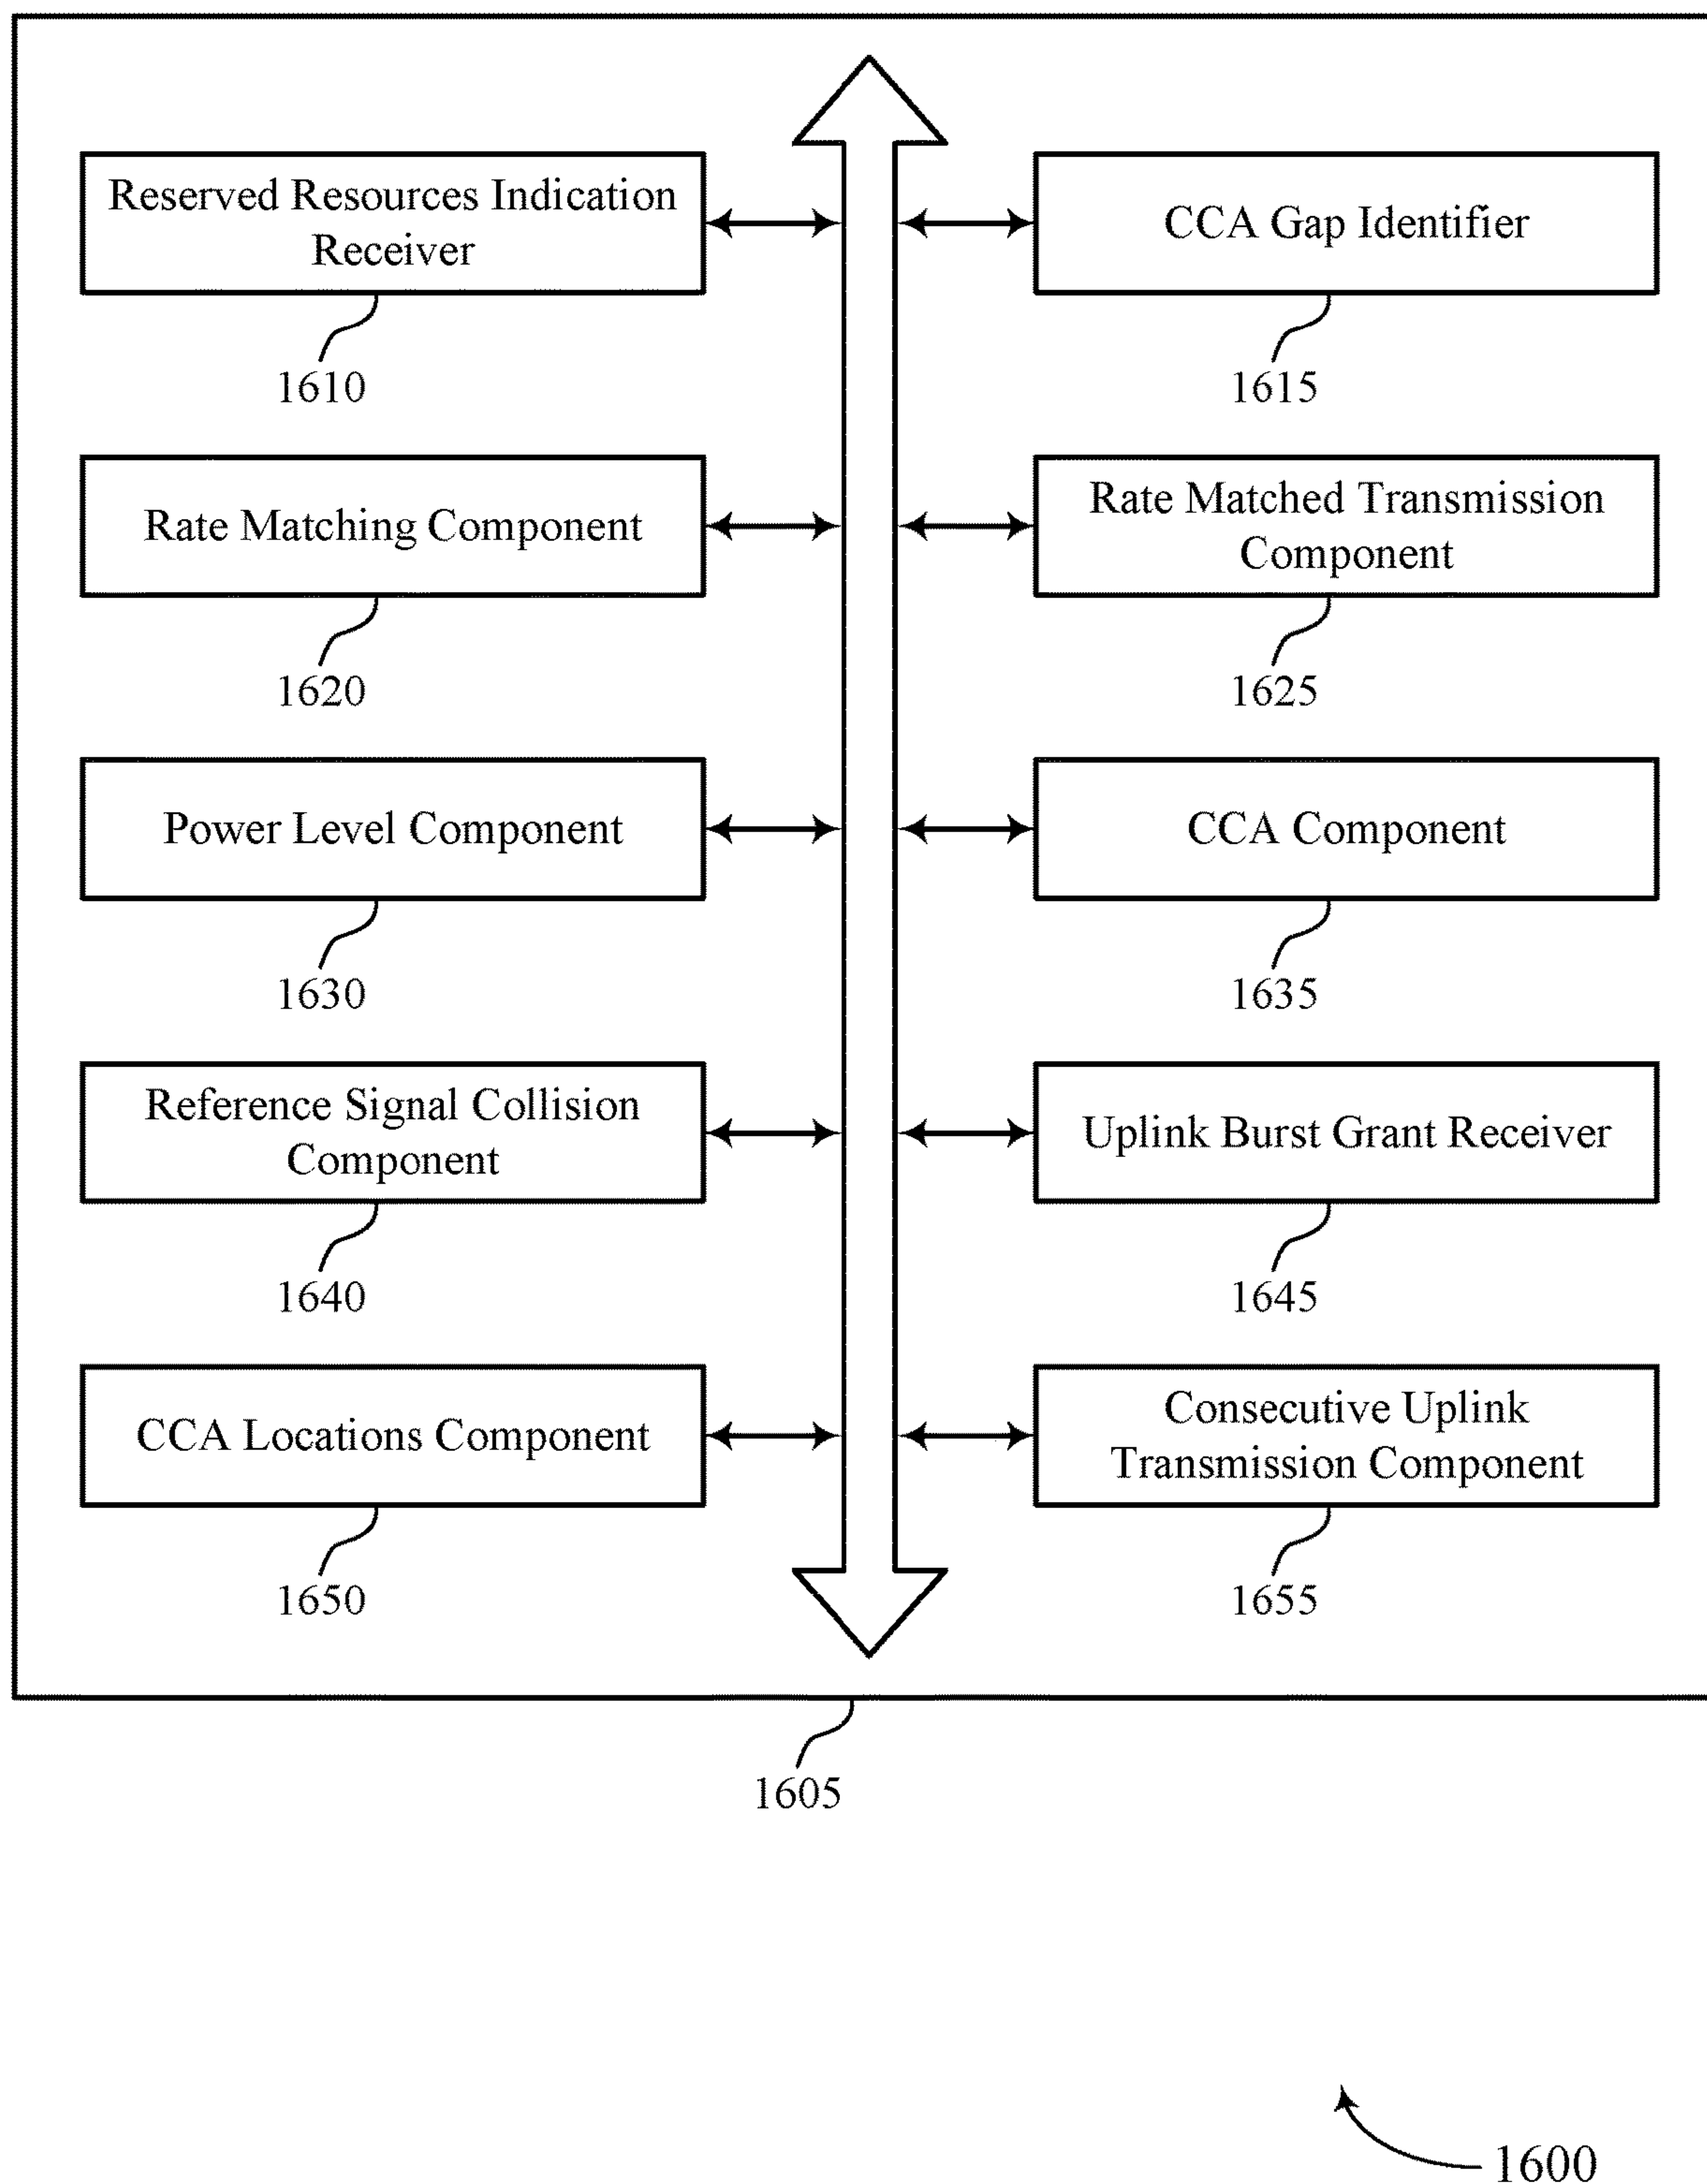 Reserved Resources Indication
Receiver
1610
CCA Gap Identifier
1615
Rate Matching Component
1620
Rate Matched Transmission
Component
1625
Power Level Component
1630
CCA Component
1635
Reference Signal Collision
Component
1640
Uplink Burst Grant Receiver
1645
CCA Locations Component
1650
Consecutive Uplink
Transmission Component
1655
1605
1600